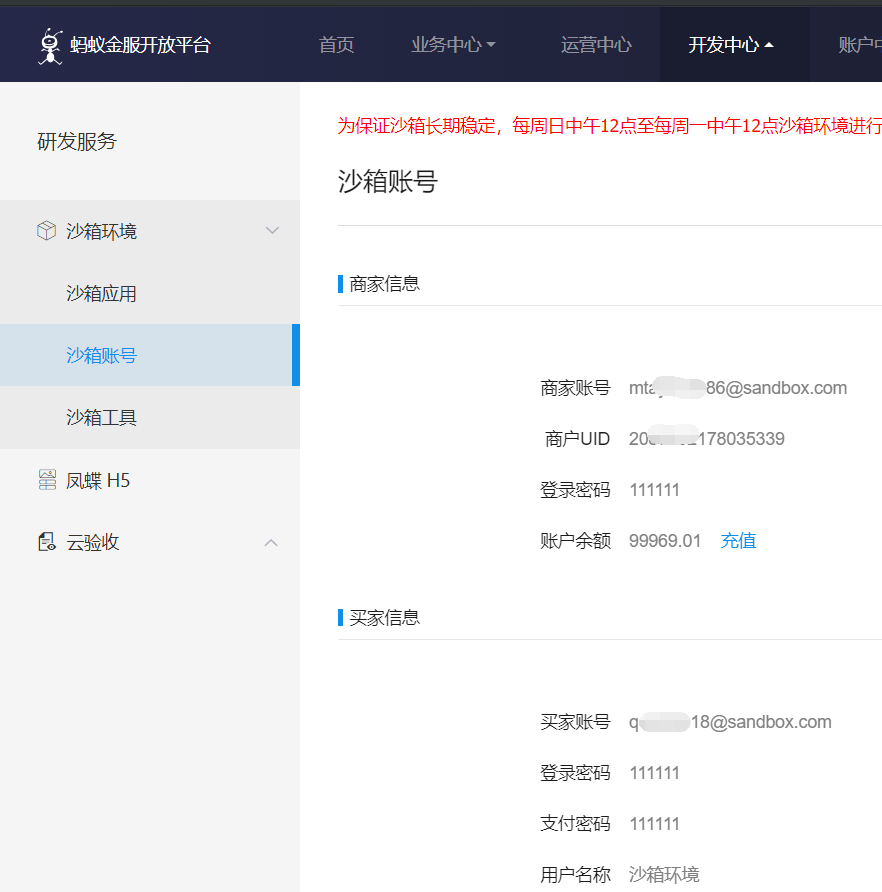 蚂蚁金服开放平台
首页
业务中心
运营中心
开发中心
账户中
研发服务
沙箱环境
沙箱应用
沙箱账号
沙箱工具
凤蝶 H5
云验收
为保证沙箱长期稳定，每周日中午12点至每周一中午12点沙箱环境进行
沙箱账号
商家信息
商家账号 mta 86@sandbox.com
商户UID 20 178035339
登录密码 111111
账户余额 99969.01 充值
买家信息
买家账号 q 18@sandbox.com
登录密码 111111
支付密码 111111
用户名称 沙箱环境